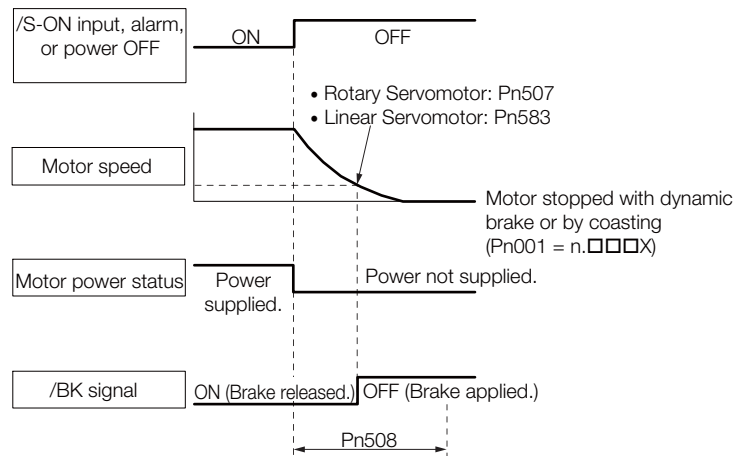 /S-ON input, alarm,
or power OFF
ON
OFF
• Rotary Servomotor: Pn507
• Linear Servomotor: Pn583
Motor speed
Motor stopped with dynamic
brake or by coasting
(Pn001 = n.□□□X)
Motor power status
Power
supplied.
Power not supplied.
/BK signal
ON (Brake released.)
OFF (Brake applied.)
Pn508